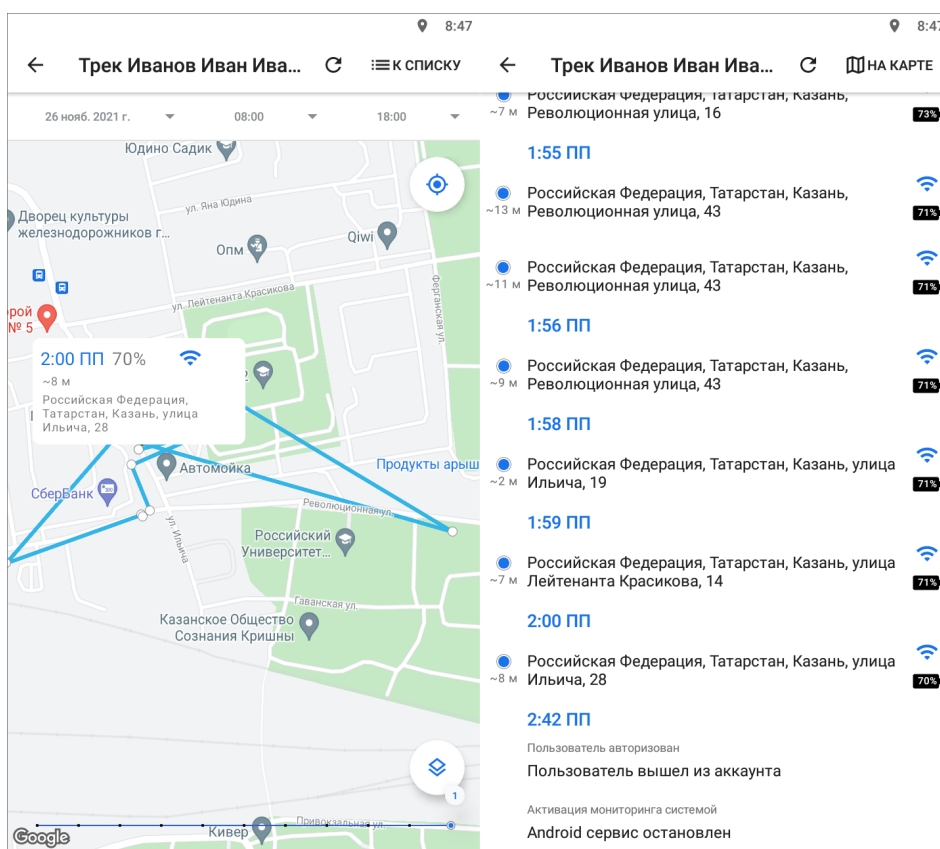 8:47
Трек Иванов Иван Ива...
К СПИСКУ
26 нояб. 2021 г.
08:00
18:00
Юдино Садик
ул. Яна Юдина
Дворец культуры
железнодорожников г...
Опм
Qiwi
ул. Лейтенанта Красикова
Ферганская ул.
рой
№ 5
2:00 ПП 70%
~8 м
Российская Федерация,
Татарстан, Казань, улица
Ильича, 28
Автомойка
Продукты арыш
СберБанк
Революционная ул.
ул. Ильича
Российский
Университет...
Гаванская ул.
Казанское Общество
Сознания Кришны
1
Привокзальная ул.
Кивер
Google
8:47
Трек Иванов Иван Ива...
НА КАРТЕ
Российская Федерация, Татарстан, Казань,
~7 м Революционная улица, 16
73%
1:55 ПП
Российская Федерация, Татарстан, Казань,
~13 м Революционная улица, 43
71%
Российская Федерация, Татарстан, Казань,
~11 м Революционная улица, 43
71%
1:56 ПП
Российская Федерация, Татарстан, Казань,
~9 м Революционная улица, 43
71%
1:58 ПП
Российская Федерация, Татарстан, Казань, улица
~2 м Ильича, 19
71%
1:59 ПП
Российская Федерация, Татарстан, Казань, улица
~7 м Лейтенанта Красикова, 14
71%
2:00 ПП
Российская Федерация, Татарстан, Казань, улица
~8 м Ильича, 28
70%
2:42 ПП
Пользователь авторизован
Пользователь вышел из аккаунта
Активация мониторинга системой
Android сервис остановлен